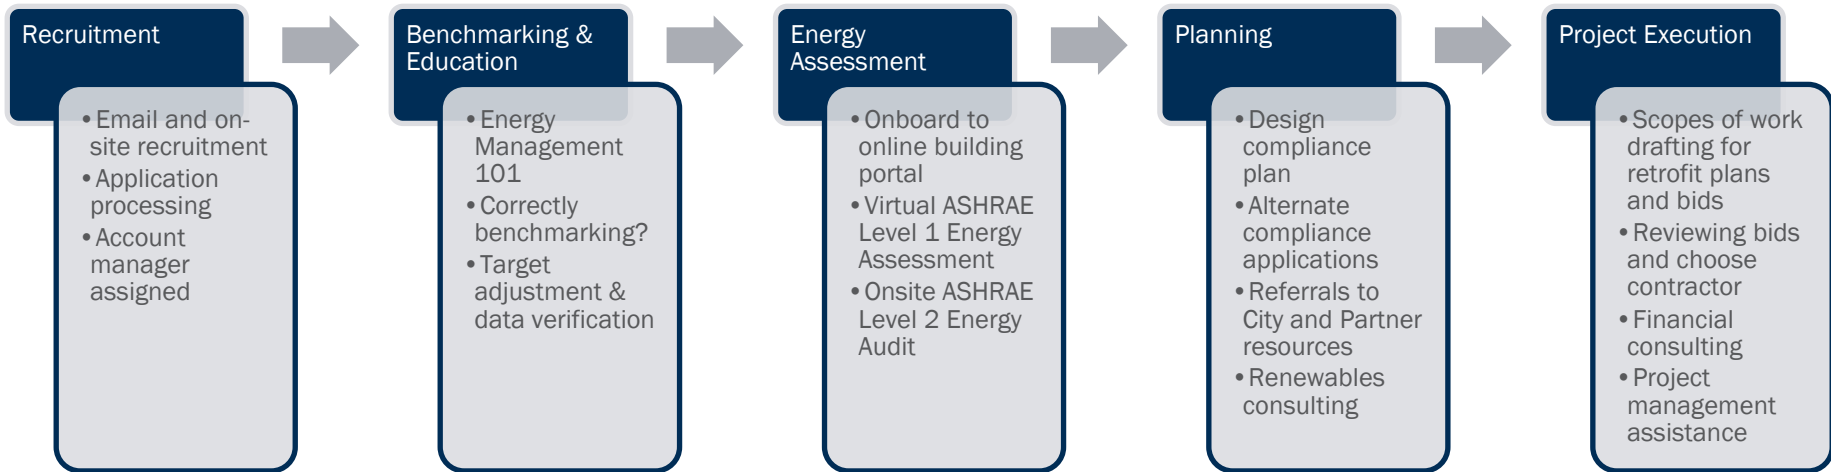 Recruitment
• Email and on-
site recruitment
• Application
processing
• Account
manager
assigned
Benchmarking &
Education
• Energy
Management
101
• Correctly
benchmarking?
• Target
adjustment &
data verification
Energy
Assessment
• Onboard to
online building
portal
• Virtual ASHRAE
Level 1 Energy
Assessment
• Onsite ASHRAE
Level 2 Energy
Audit
Planning
• Design
compliance
plan
• Alternate
compliance
applications
• Referrals to
City and Partner
resources
• Renewables
consulting
Project Execution
• Scopes of work
drafting for
retrofit plans
and bids
• Reviewing bids
and choose
contractor
• Financial
consulting
• Project
management
assistance